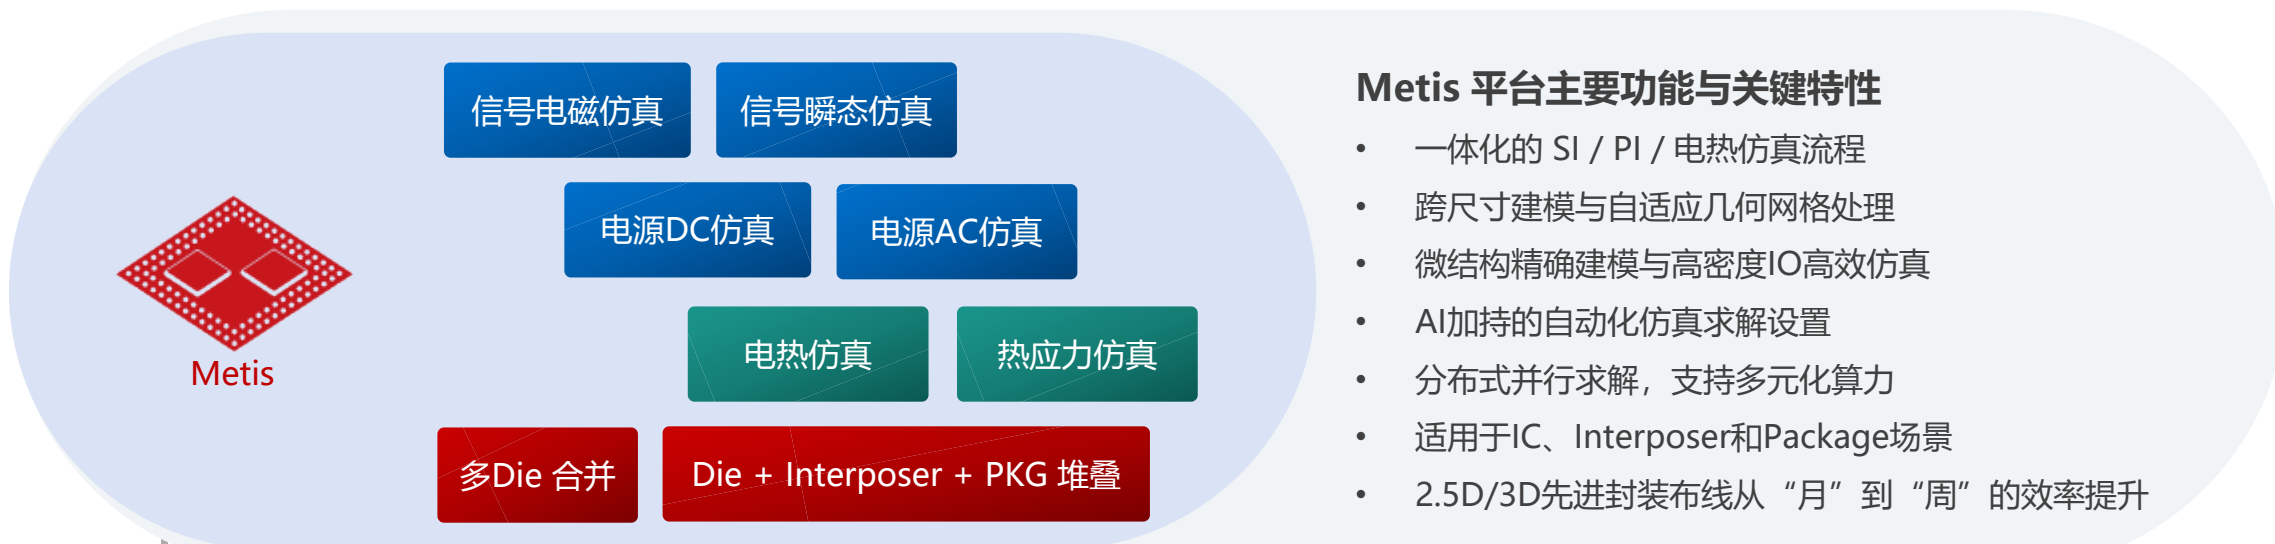 信号电磁仿真
信号瞬态仿真
电源DC仿真
电源AC仿真
电热仿真
热应力仿真
Metis
多Die 合并
Die + Interposer + PKG 堆叠
Metis 平台主要功能与关键特性
• 一体化的 SI / PI / 电热仿真流程
• 跨尺寸建模与自适应几何网格处理
• 微结构精确建模与高密度IO高效仿真
• AI加持的自动化仿真求解设置
• 分布式并行求解，支持多元化算力
• 适用于IC、Interposer和Package场景
• 2.5D/3D先进封装布线从“月”到“周”的效率提升